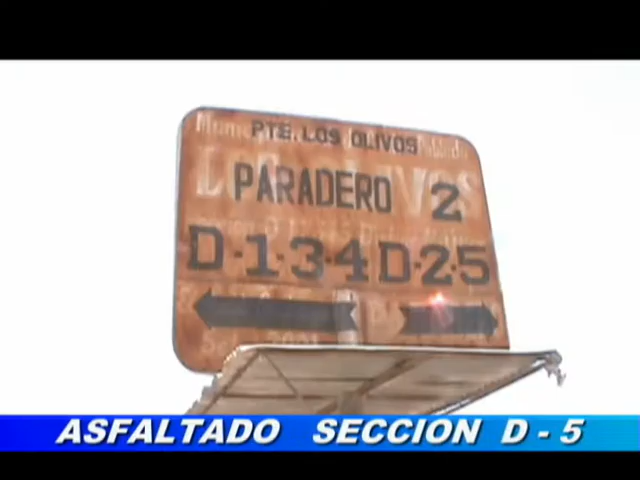 PTE. LOS OLIVOS
PARADERO 2
D·1·3·4 D·2·5
ASFALTADO SECCION D - 5